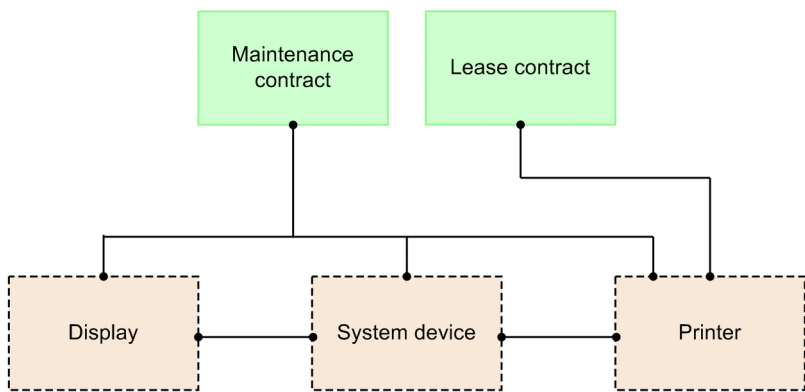 Maintenance
contract
Lease contract
Display
System device
Printer